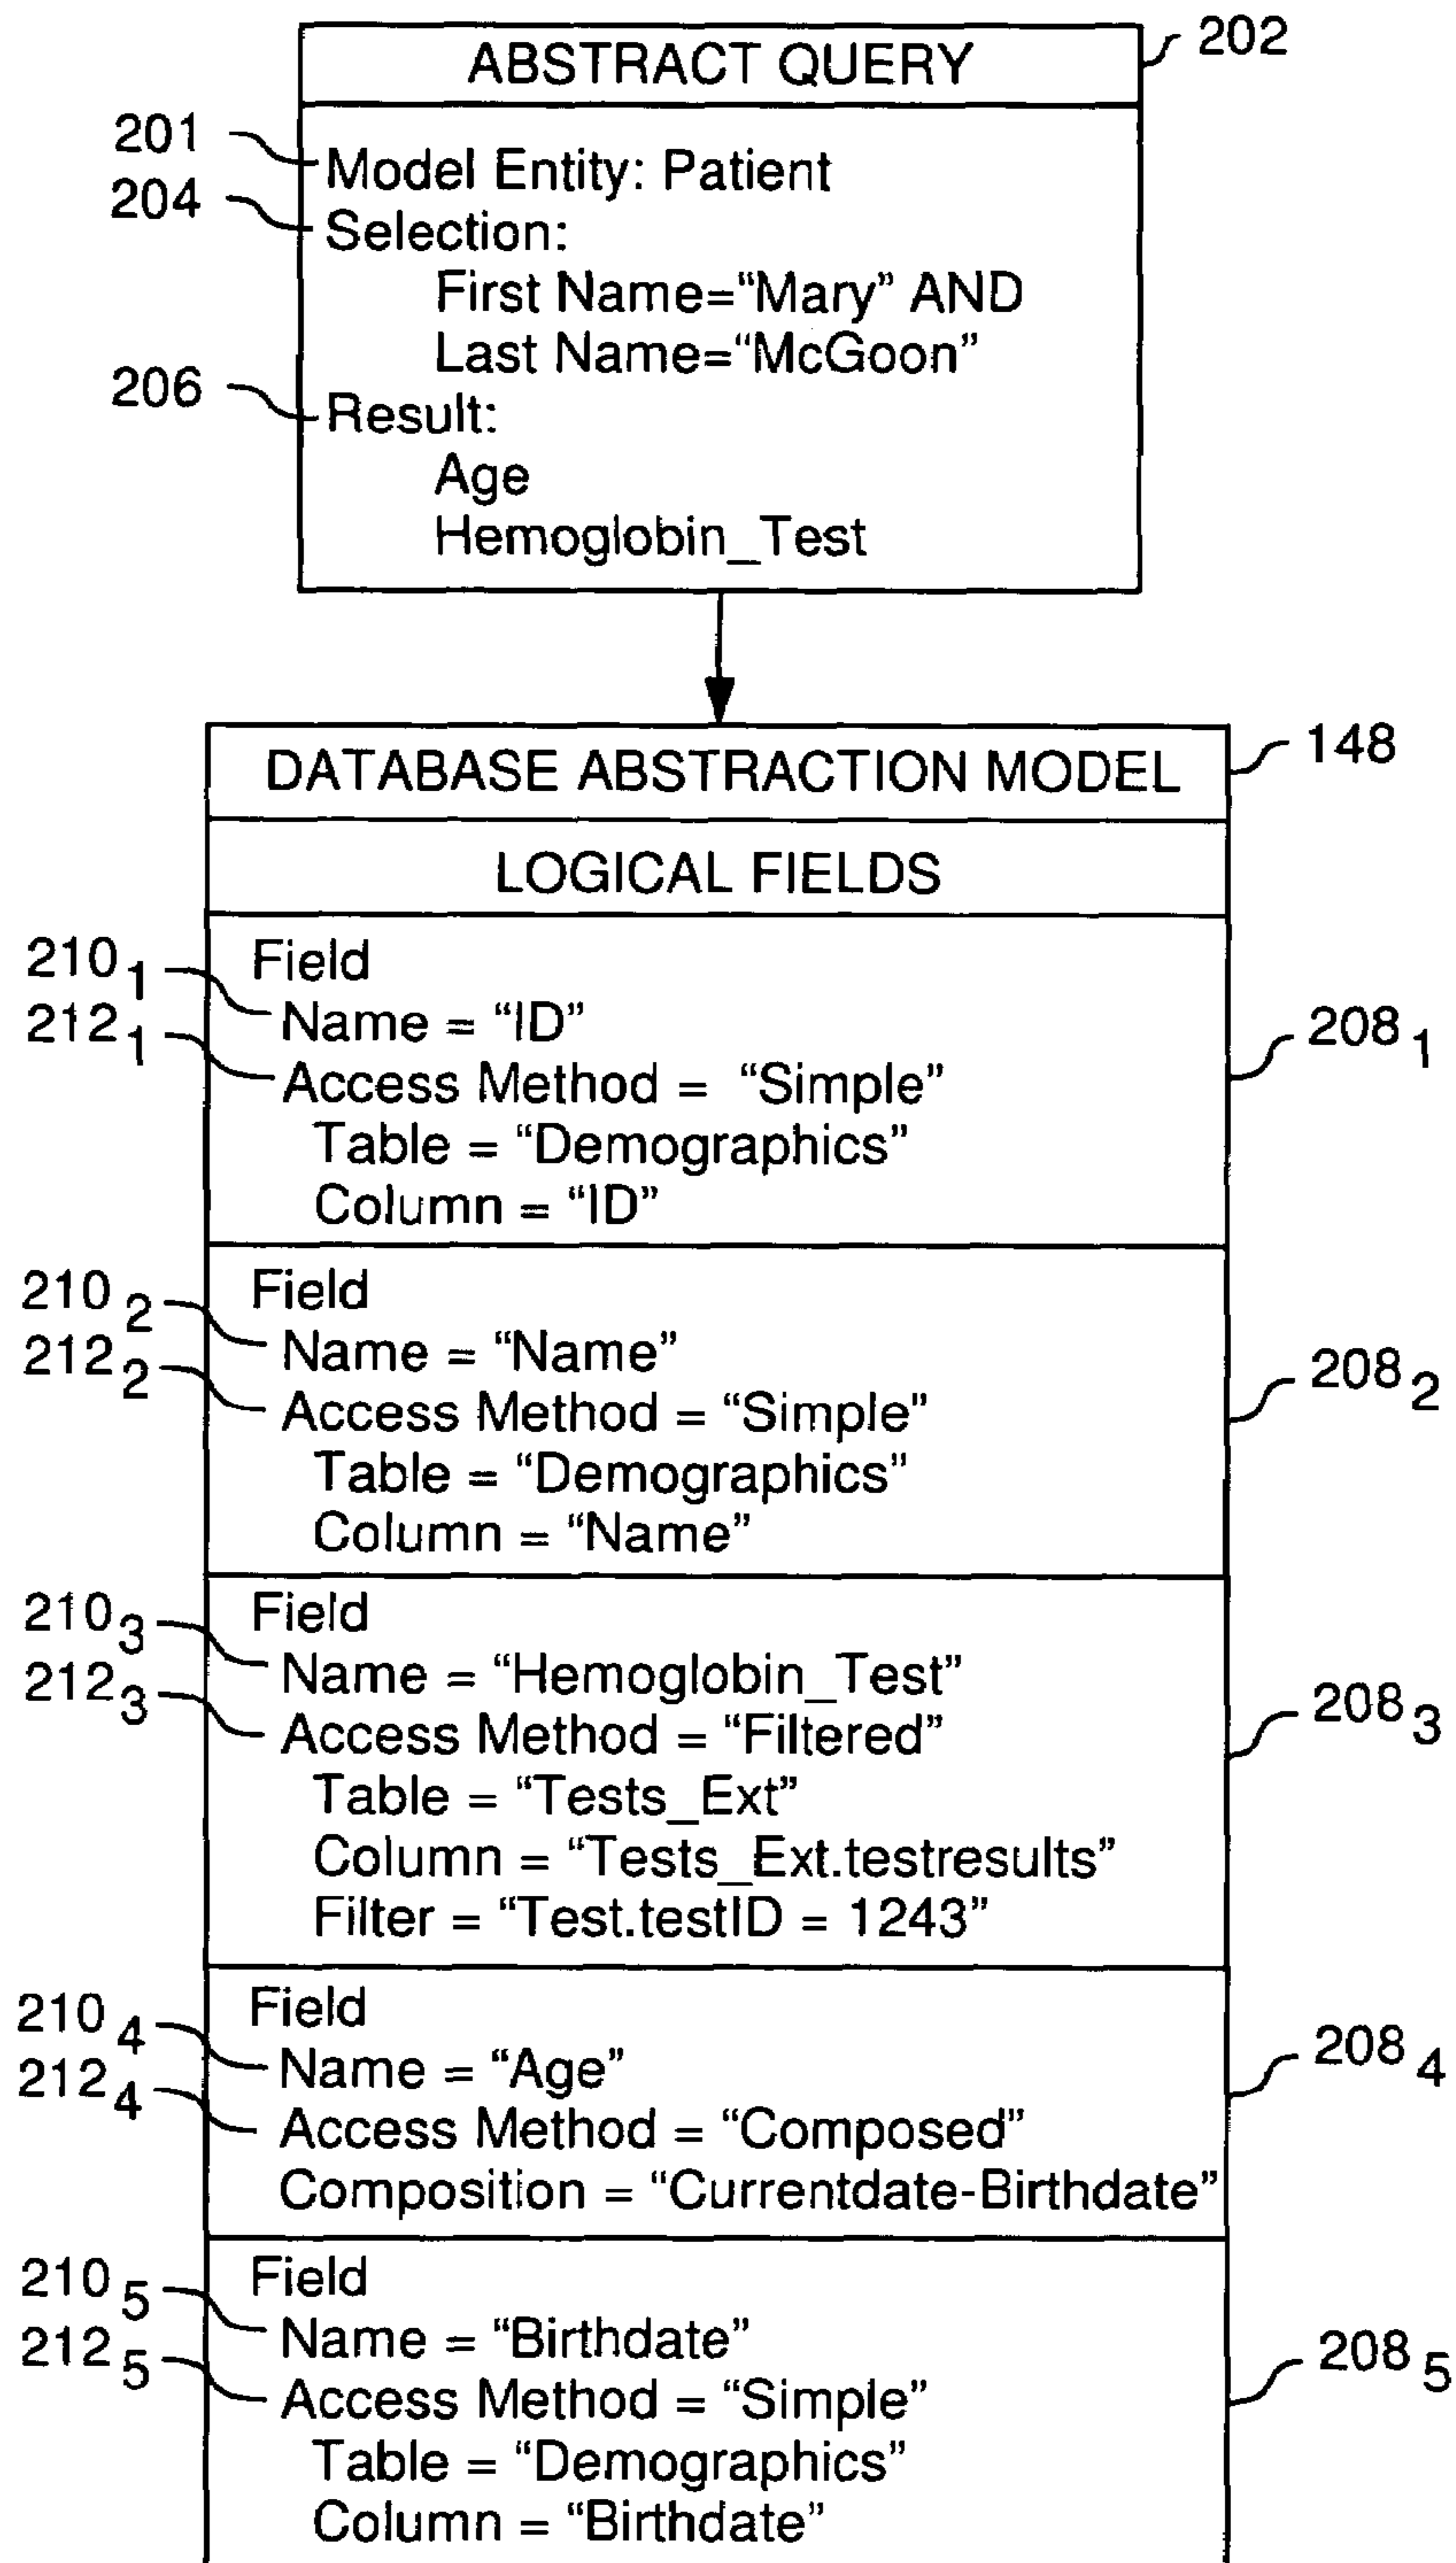 ABSTRACT QUERY
202
201
Model Entity: Patient
204
Selection:
First Name=“Mary” AND
Last Name=“McGoon”
206
Result:
Age
Hemoglobin_Test
DATABASE ABSTRACTION MODEL
148
LOGICAL FIELDS
210 1
Field
Name = “ID”
212 1
Access Method = “Simple”
208 1
Table = “Demographics”
Column = “ID”
210 2
Field
Name = “Name”
212 2
Access Method = “Simple”
208 2
Table = “Demographics”
Column = “Name”
210 3
Field
Name = “Hemoglobin_Test”
212 3
Access Method = “Filtered”
208 3
Table = “Tests_Ext”
Column = “Tests_Ext.testresults”
Filter = “Test.testID = 1243”
210 4
Field
Name = “Age”
212 4
Access Method = “Composed”
208 4
Composition = “Currentdate-Birthdate”
210 5
Field
Name = “Birthdate”
212 5
Access Method = “Simple”
208 5
Table = “Demographics”
Column = “Birthdate”